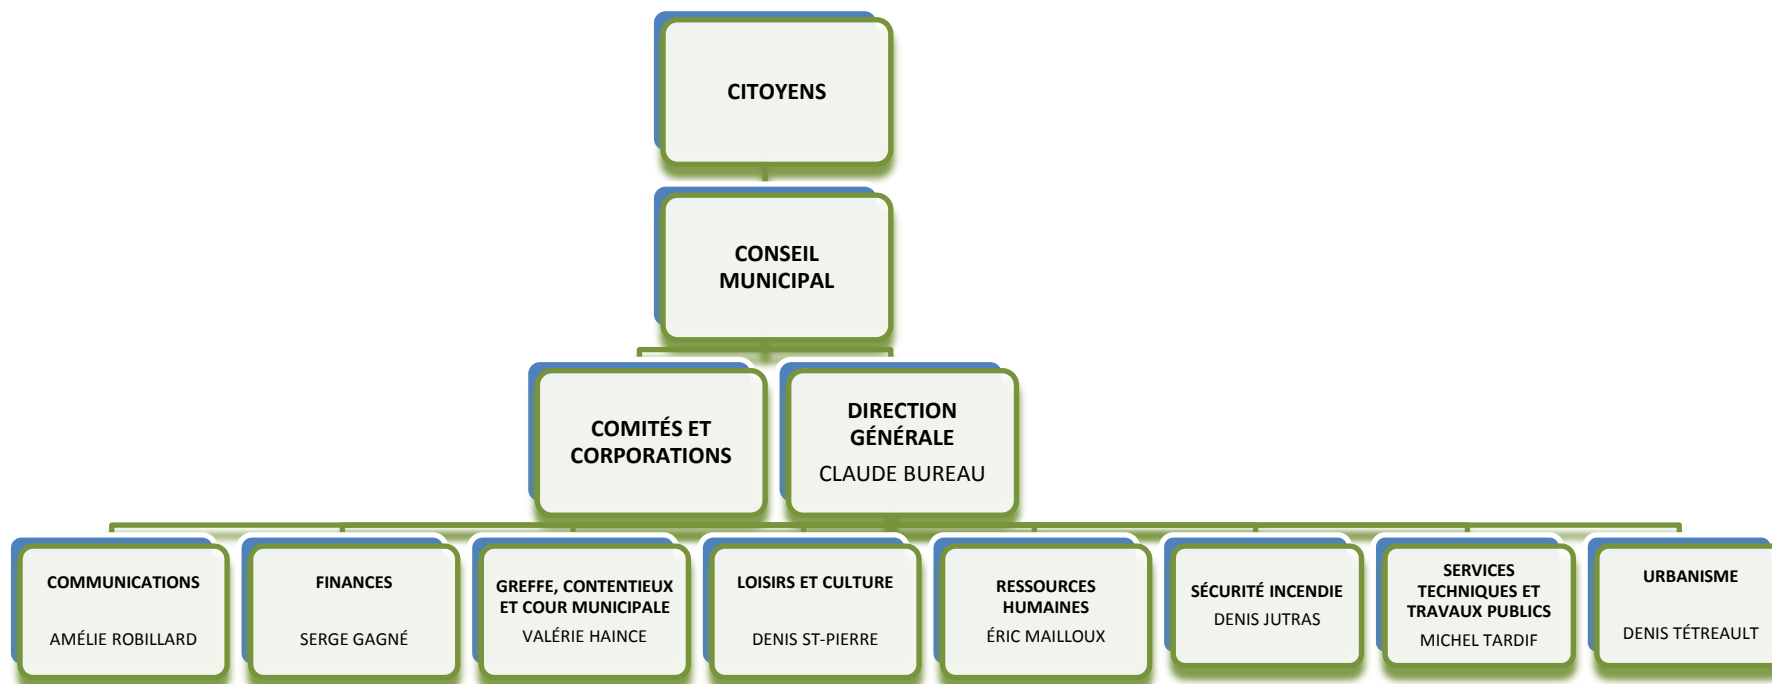 CITOYENS
CONSEIL
MUNICIPAL
COMITÉS ET
CORPORATIONS
DIRECTION
GÉNÉRALE
CLAUDE BUREAU
COMMUNICATIONS
AMÉLIE ROBILLARD
FINANCES
SERGE GAGNÉ
GREFFE, CONTENTIEUX
ET COUR MUNICIPALE
VALÉRIE HAINCE
LOISIRS ET CULTURE
DENIS ST-PIERRE
RESSOURCES
HUMAINES
ÉRIC MAILLOUX
SÉCURITÉ INCENDIE
DENIS JUTRAS
SERVICES
TECHNIQUES ET
TRAVAUX PUBLICS
MICHEL TARDIF
URBANISME
DENIS TÉTREAULT